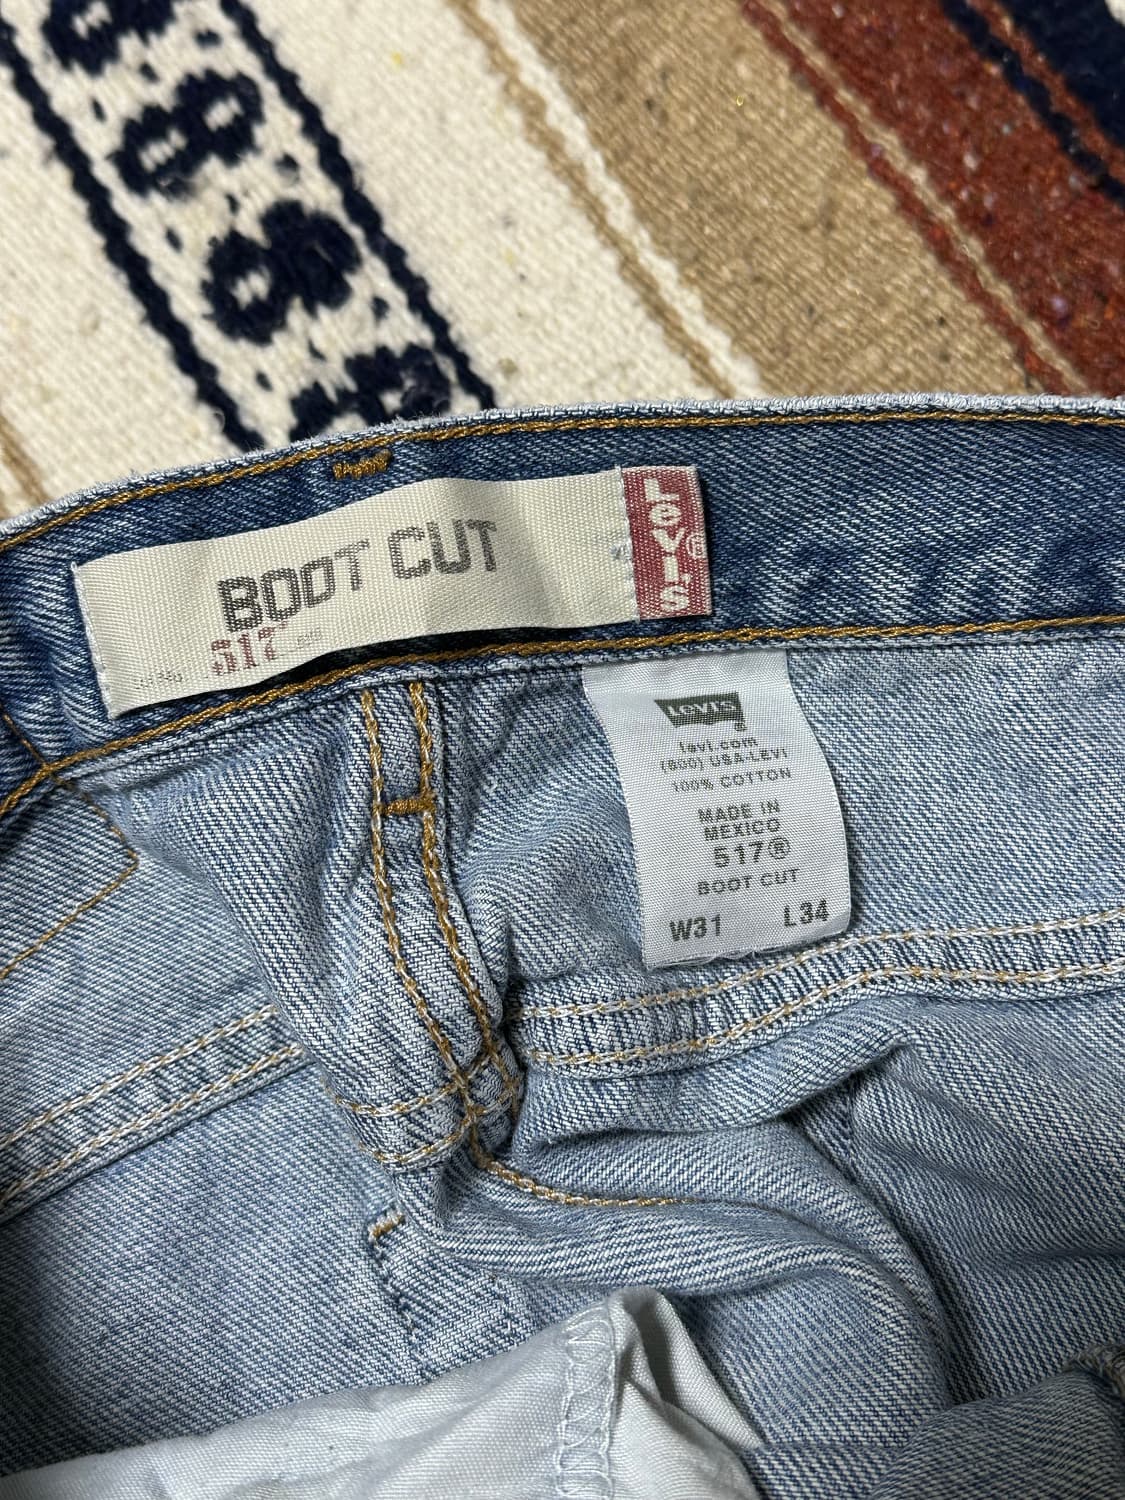 BOOT CUT
517
LEVI'S®
LEVI'S
levi.com
(800) USA-LEVI
100% COTTON
MADE IN
MEXICO
517®
BOOT CUT
W31 L34